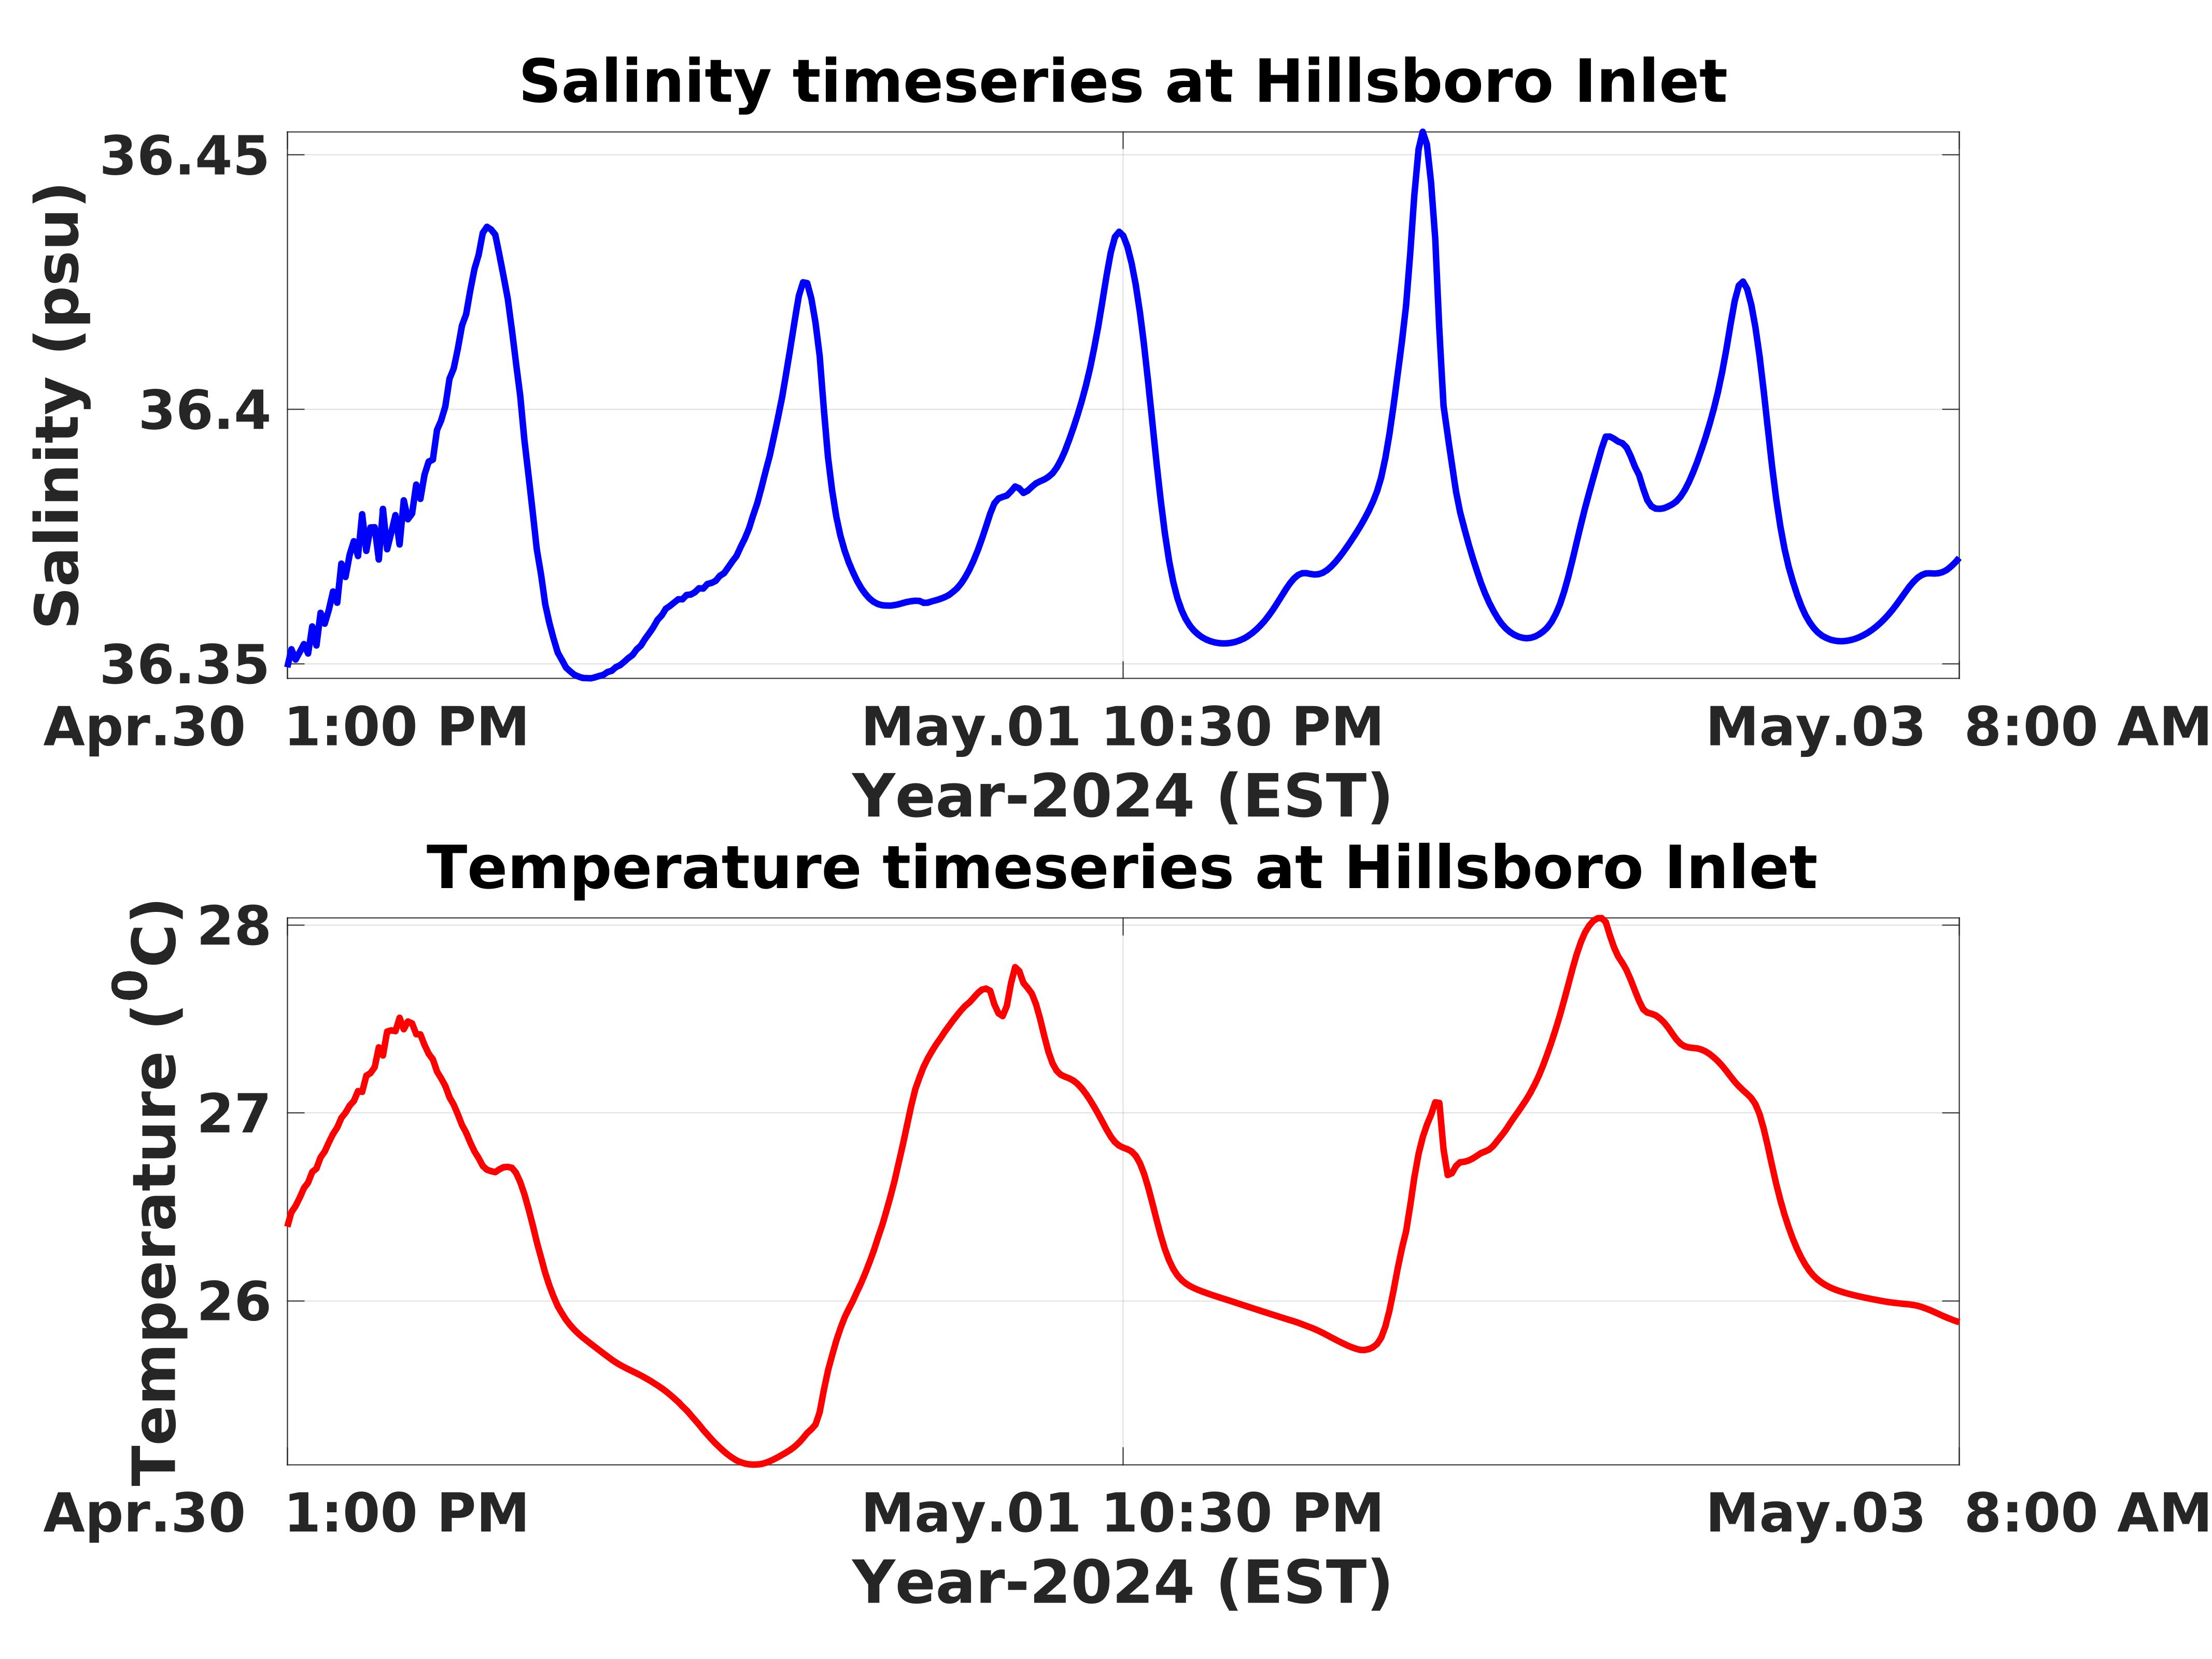 Salinity timeseries at Hillsboro Inlet
Salinity (psu)
36.45
36.4
36.35
Apr.30 1:00 PM May.01 10:30 PM May.03 8:00 AM
Year-2024 (EST)
Temperature timeseries at Hillsboro Inlet
Temperature (⁰C)
28
27
26
Apr.30 1:00 PM May.01 10:30 PM May.03 8:00 AM
Year-2024 (EST)